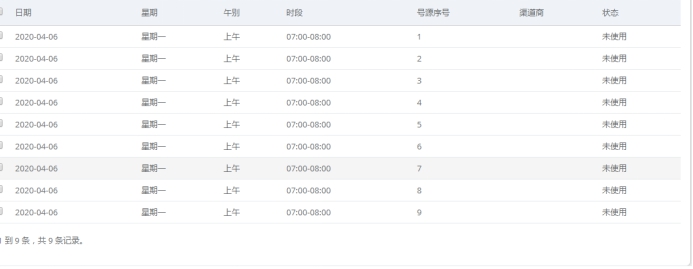 日期 星期 午别 时段 号源序号 渠道商 状态
2020-04-06 星期一 上午 07:00-08:00 1 未使用
2020-04-06 星期一 上午 07:00-08:00 2 未使用
2020-04-06 星期一 上午 07:00-08:00 3 未使用
2020-04-06 星期一 上午 07:00-08:00 4 未使用
2020-04-06 星期一 上午 07:00-08:00 5 未使用
2020-04-06 星期一 上午 07:00-08:00 6 未使用
2020-04-06 星期一 上午 07:00-08:00 7 未使用
2020-04-06 星期一 上午 07:00-08:00 8 未使用
2020-04-06 星期一 上午 07:00-08:00 9 未使用
到 9 条，共 9 条记录。